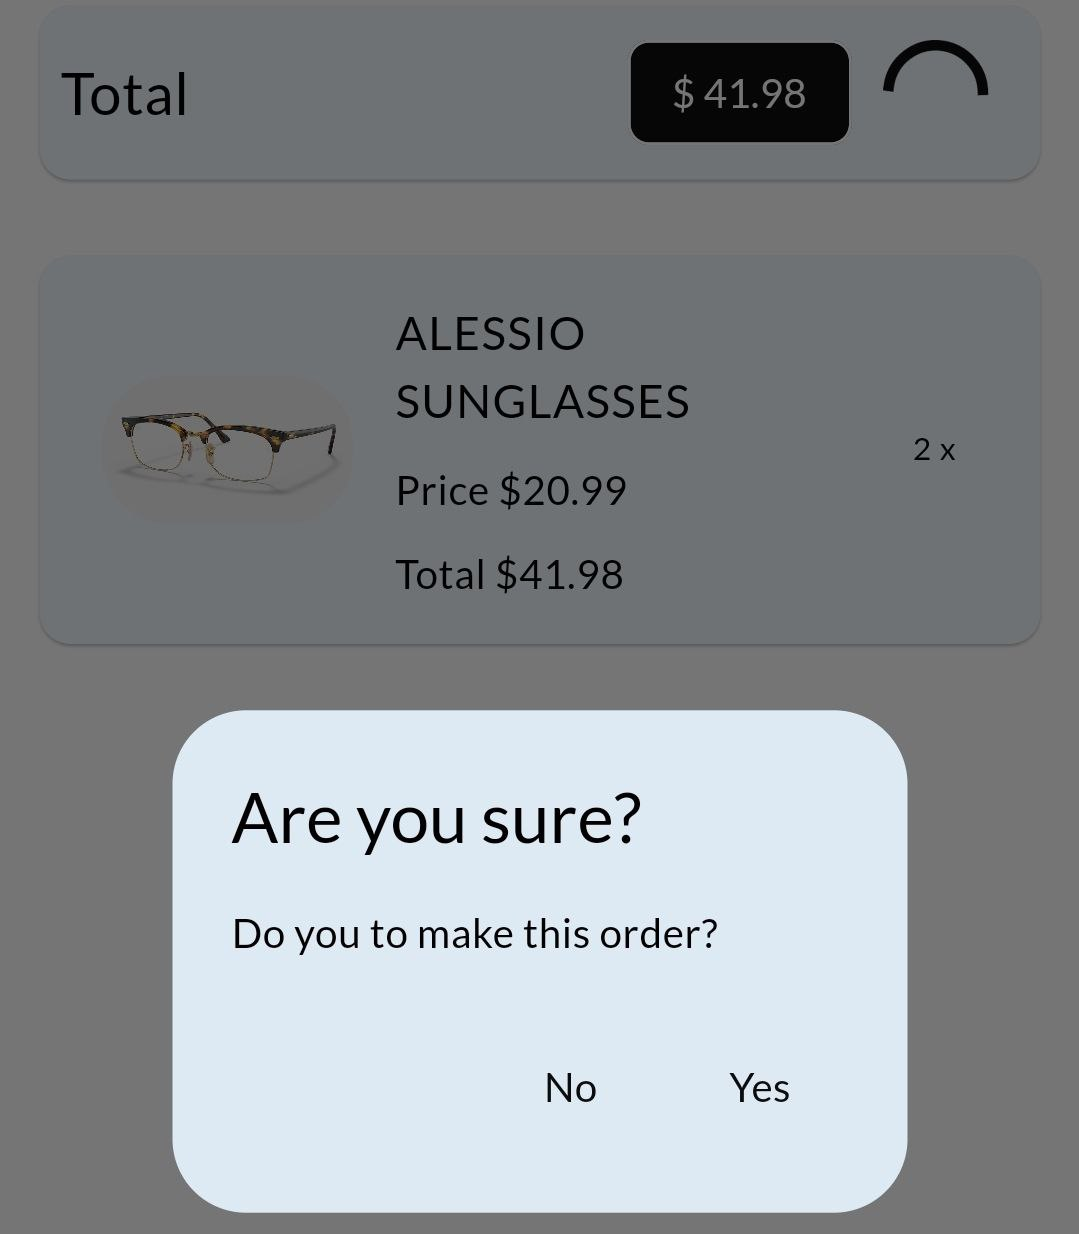 Total
$ 41.98
ALESSIO
SUNGLASSES
2 x
Price $20.99
Total $41.98
Are you sure?
Do you to make this order?
No Yes